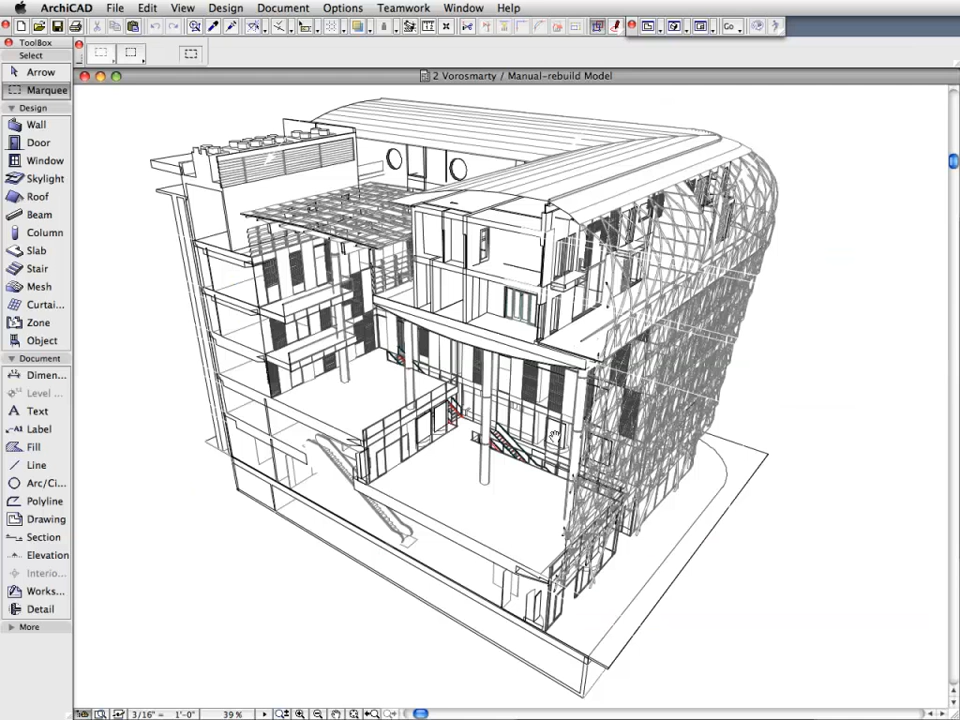 ArchiCAD File Edit View Design Document Options Teamwork Window Help
Go...
ToolBox
Select
2 Vorosmarty / Manual-rebuild Model
Arrow
Marquee
Design
Wall
Door
Window
Skylight
Roof
Beam
Column
Slab
Stair
Mesh
Curtai...
Zone
Object
Document
Dimen...
Level ...
Text
Label
Fill
Line
Arc/Ci...
Polyline
Drawing
Section
Elevation
Interio...
Works...
Detail
More
3/16" = 1'-0" 39 %